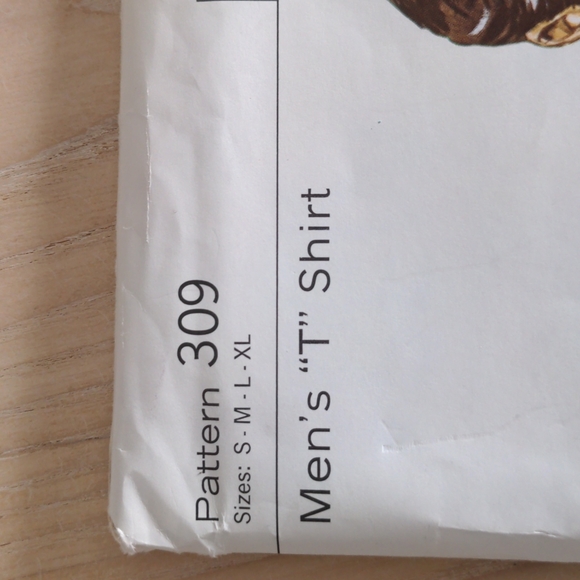 Pattern 309
Sizes: S - M - L - XL
Men's “T” Shirt